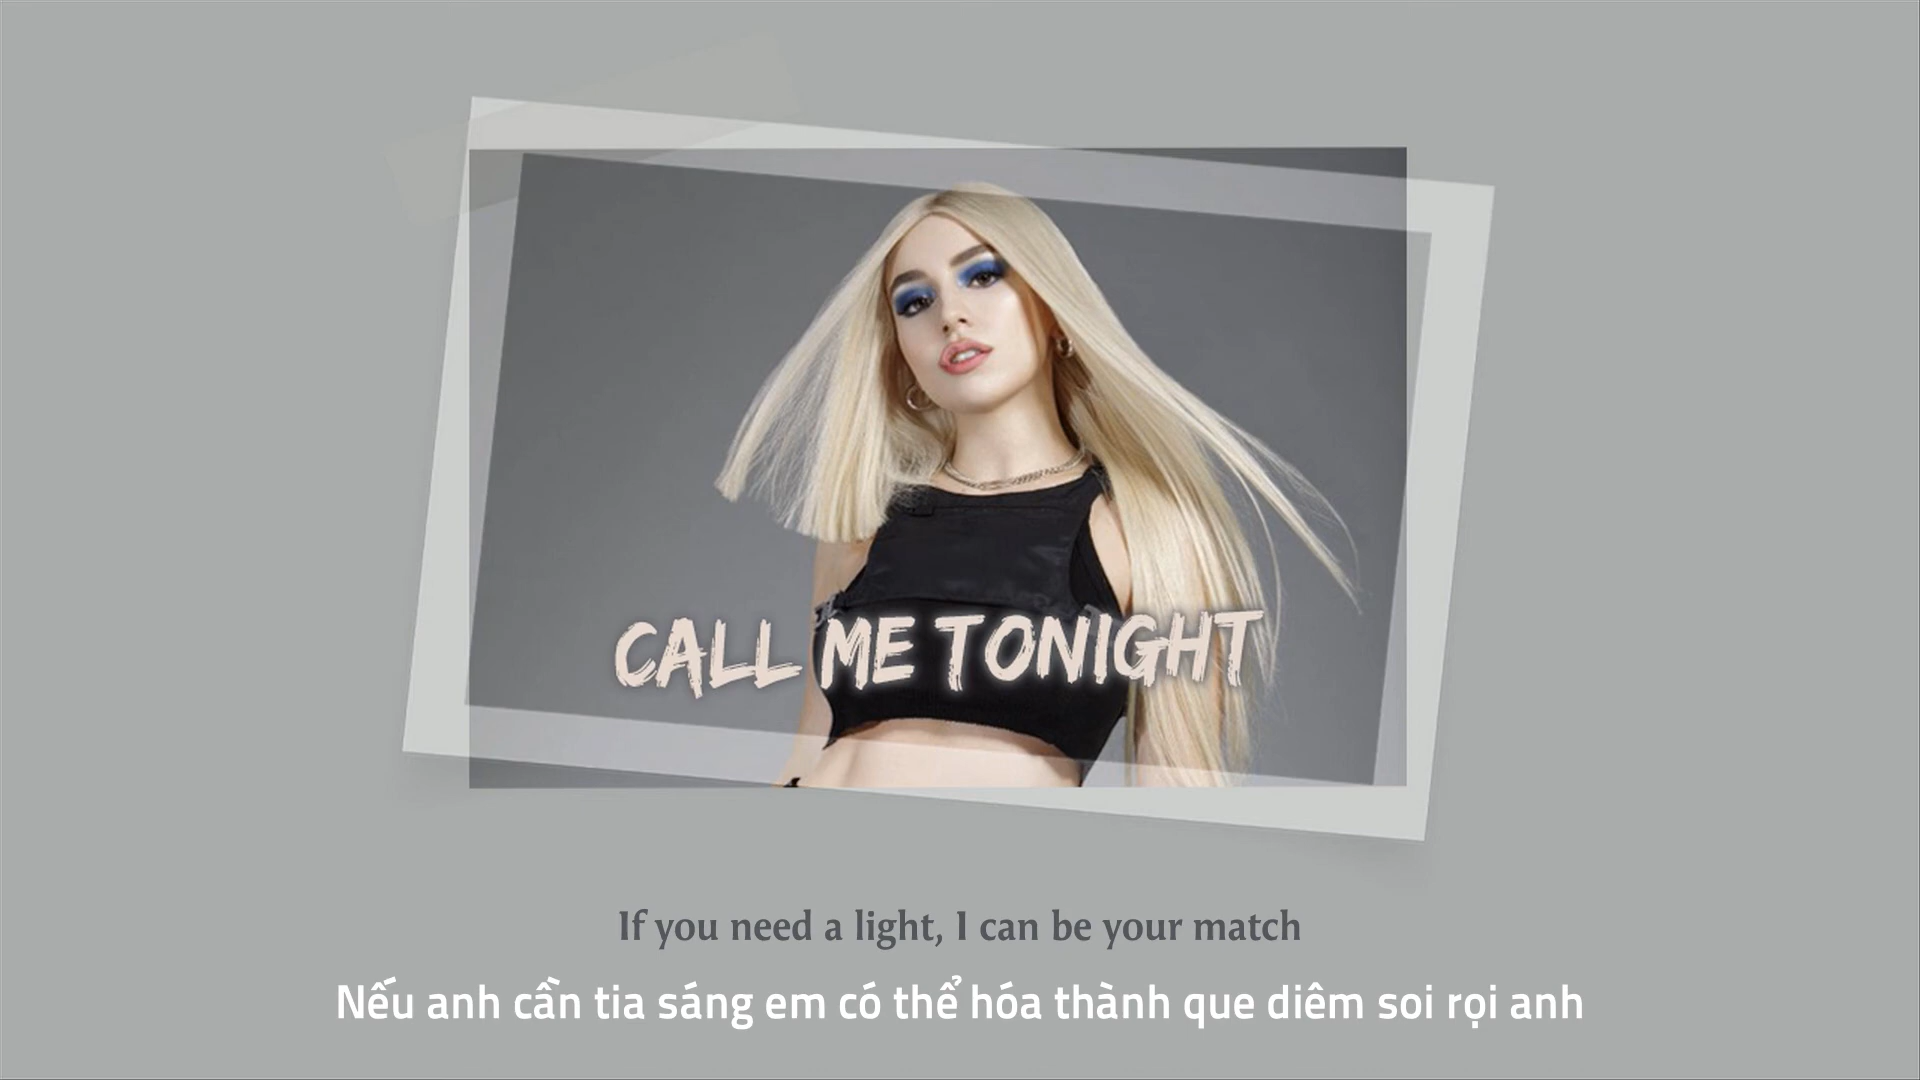 CALL ME TONIGHT
If you need a light, I can be your match
Nếu anh cần tia sáng em có thể hóa thành que diêm soi rọi anh